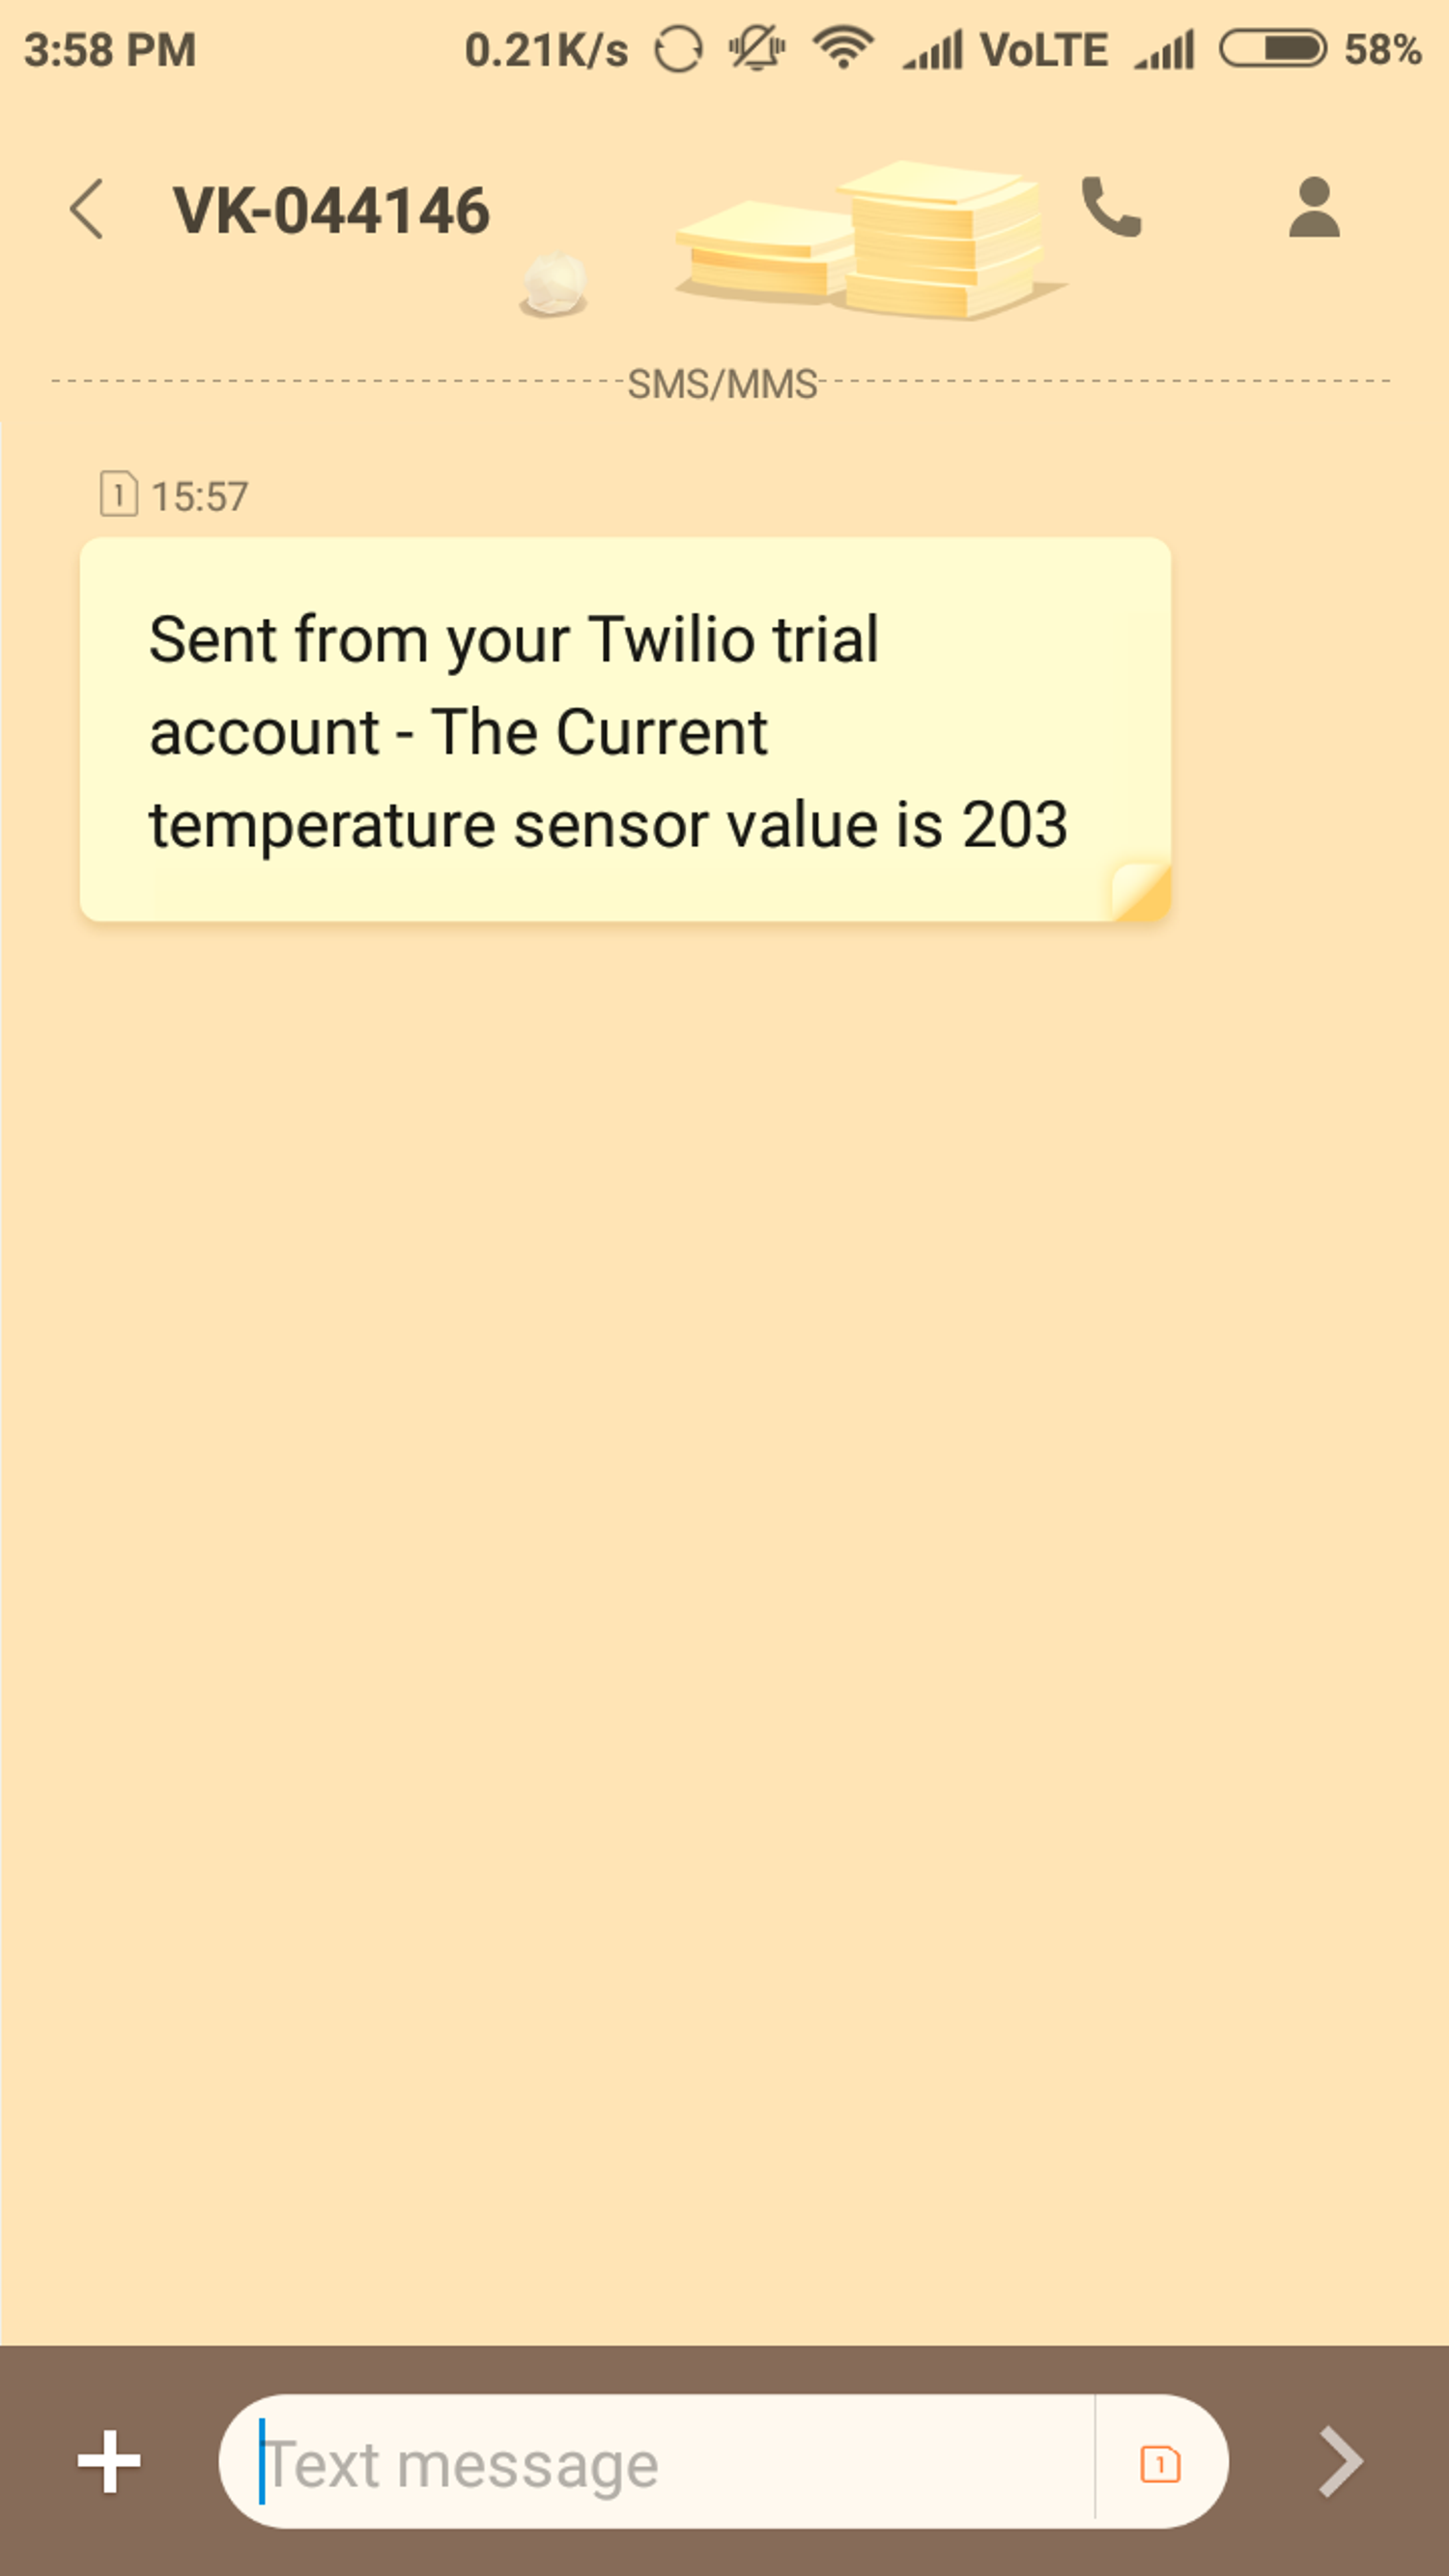 3:58 PM 0.21K/s VoLTE 58%
VK-044146
SMS/MMS
1 15:57
Sent from your Twilio trial
account - The Current
temperature sensor value is 203
Text message 1